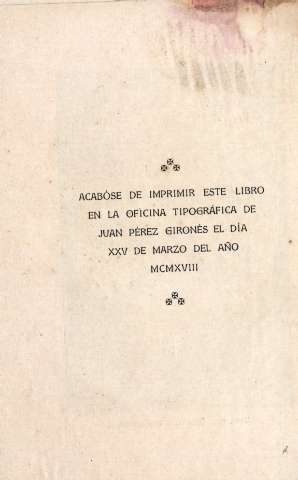 ACABÓSE DE IMPRIMIR ESTE LIBRO
EN LA OFICINA TIPOGRÁFICA DE
JUAN PÉREZ GIRONÉS EL DÍA
XXV DE MARZO DEL AÑO
MCMXVIII